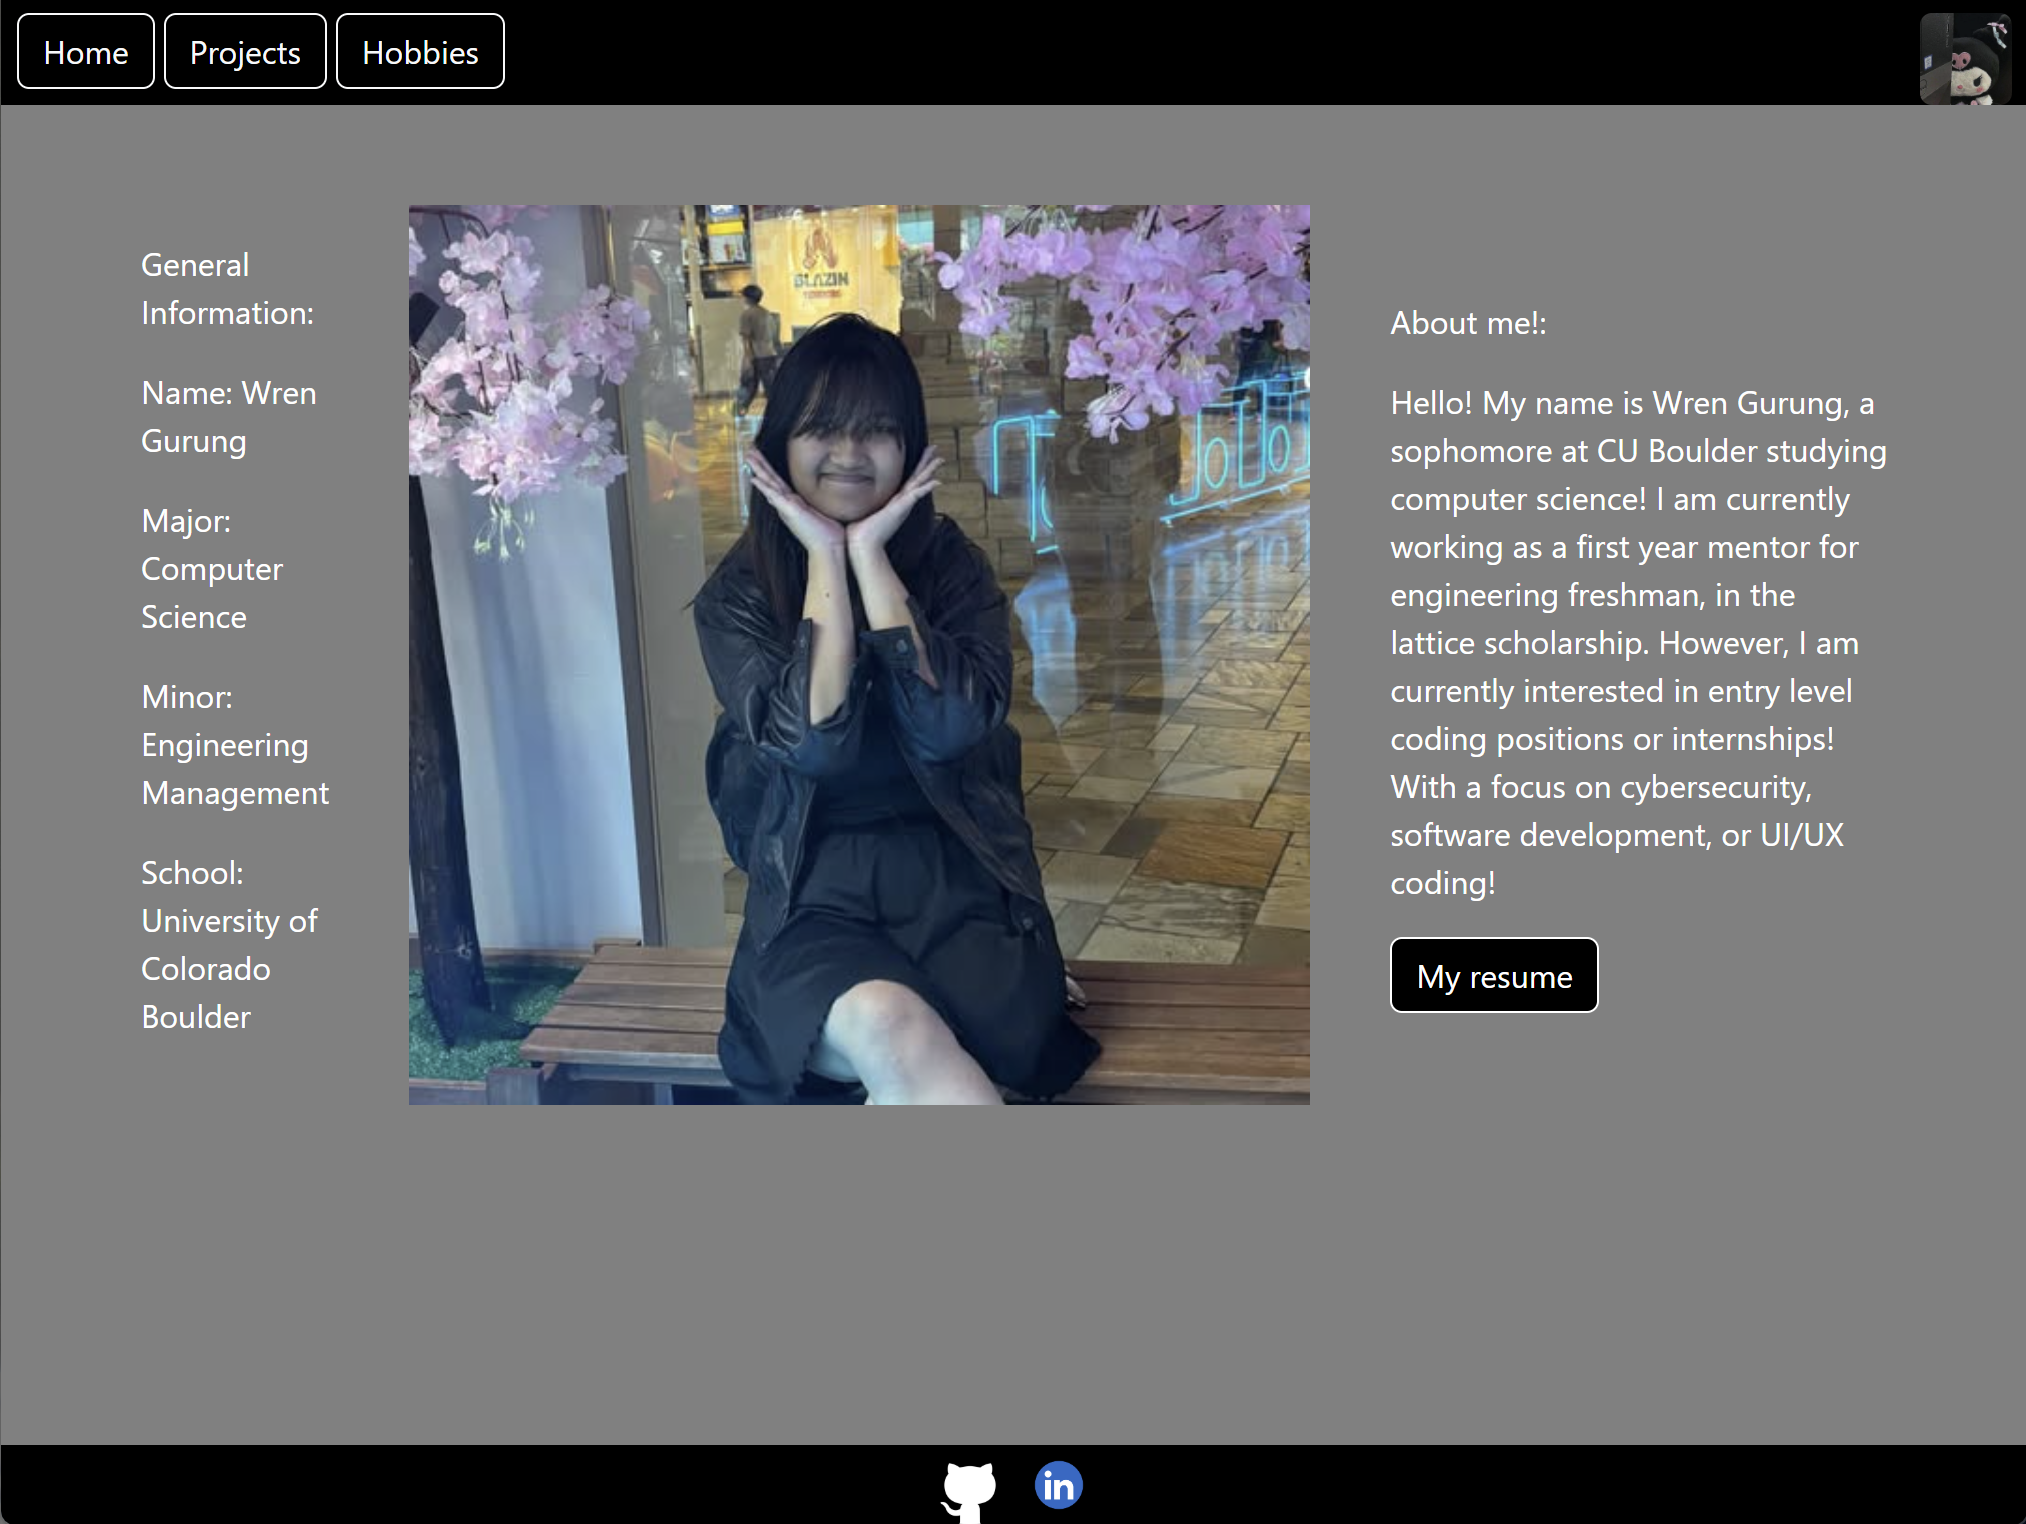 Home
Projects
Hobbies
General
Information:
Name: Wren
Gurung
Major:
Computer
Science
Minor:
Engineering
Management
School:
University of
Colorado
Boulder
BLAZIN
About me!:
Hello! My name is Wren Gurung, a
sophomore at CU Boulder studying
computer science! I am currently
working as a first year mentor for
engineering freshman, in the
lattice scholarship. However, I am
currently interested in entry level
coding positions or internships!
With a focus on cybersecurity,
software development, or UI/UX
coding!
My resume
in